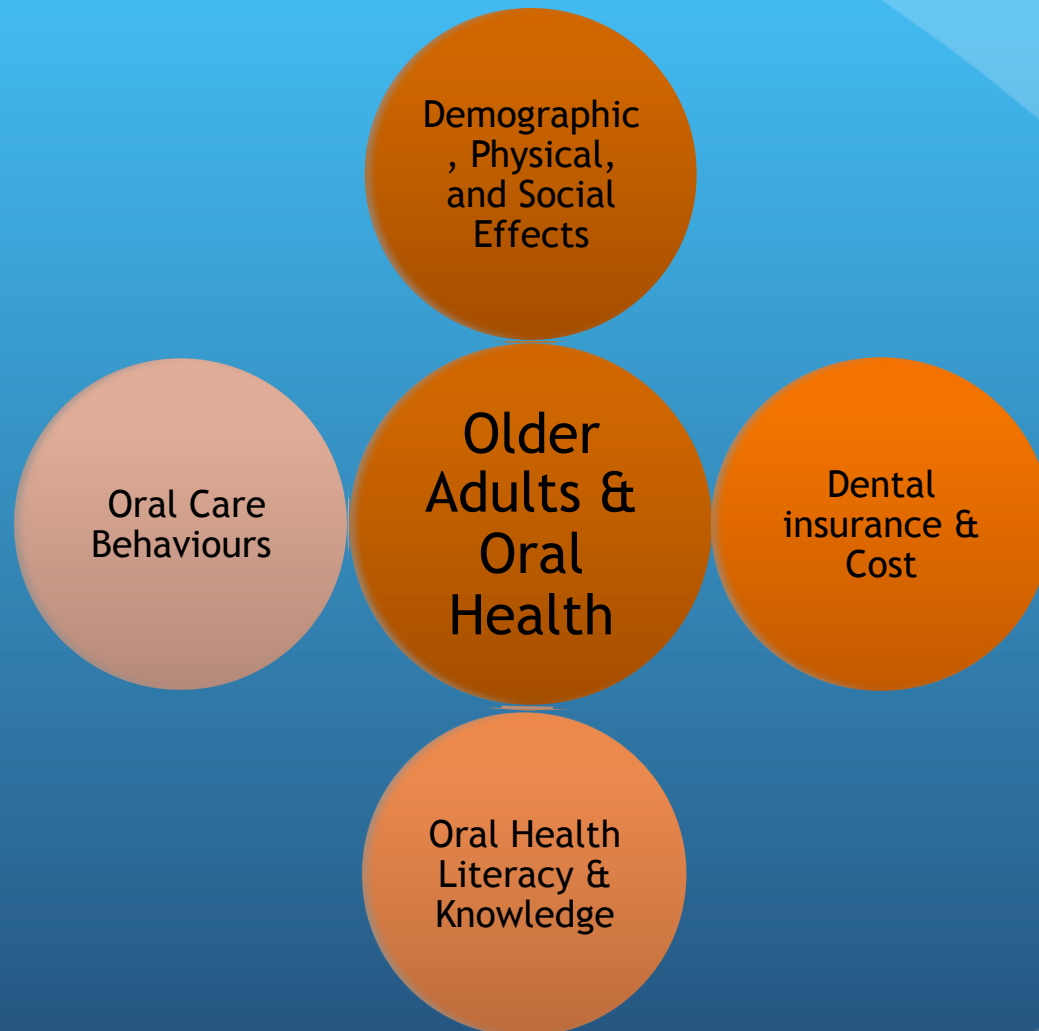 Demographic
, Physical,
and Social
Effects
Older
Adults &
Oral
Health
Oral Care
Behaviours
Dental
insurance &
Cost
Oral Health
Literacy &
Knowledge